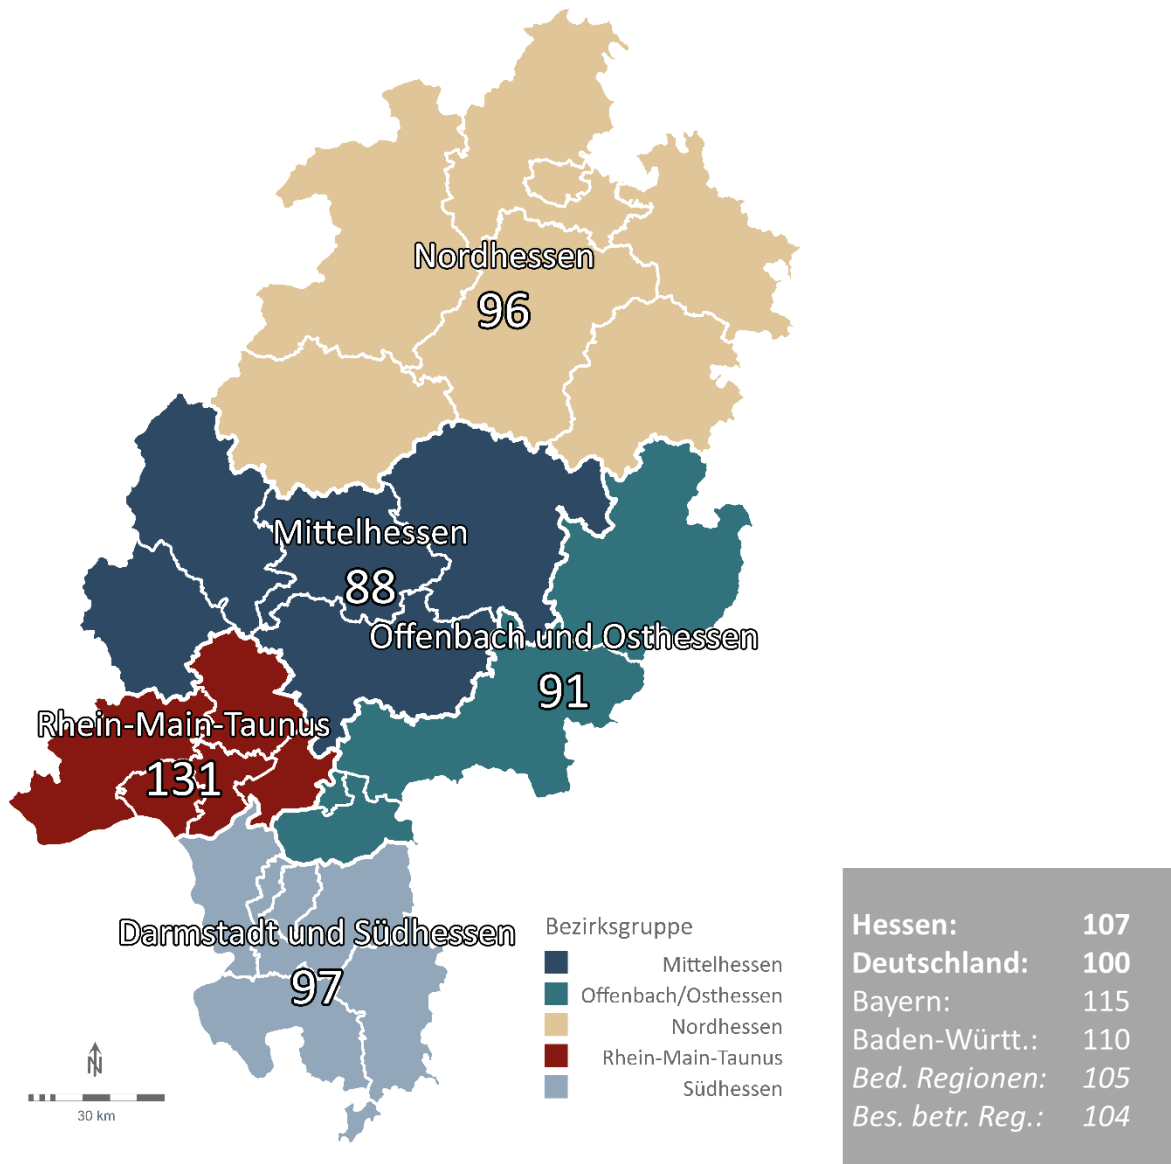 Nordhessen
96
Mittelhessen
88
Offenbach und Osthessen
91
Rhein-Main-Taunus
131
Darmstadt und Südhessen
97
N
30 km
Bezirksgruppe
Mittelhessen
Offenbach/Osthessen
Nordhessen
Rhein-Main-Taunus
Südhessen
Hessen: 107
Deutschland: 100
Bayern: 115
Baden-Württ.: 110
Bed. Regionen: 105
Bes. betr. Reg.: 104